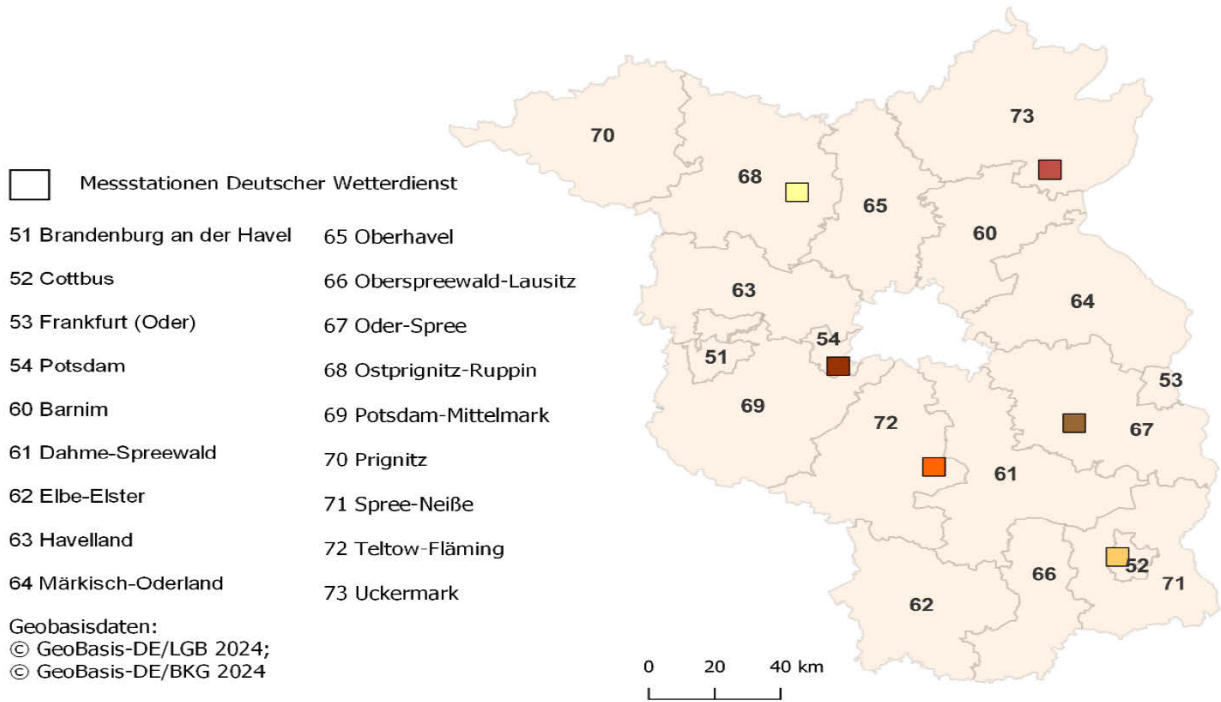 Messstationen Deutscher Wetterdienst
51 Brandenburg an der Havel
52 Cottbus
53 Frankfurt (Oder)
54 Potsdam
60 Barnim
61 Dahme-Spreewald
62 Elbe-Elster
63 Havelland
64 Märkisch-Oderland
65 Oberhavel
66 Oberspreewald-Lausitz
67 Oder-Spree
68 Ostprignitz-Ruppin
69 Potsdam-Mittelmark
70 Prignitz
71 Spree-Neiße
72 Teltow-Fläming
73 Uckermark
Geobasisdaten:
© GeoBasis-DE/LGB 2024;
© GeoBasis-DE/BKG 2024
73
70
68
65
60
63
64
54
51
53
69
72
67
61
52
66
71
62
0 20 40 km